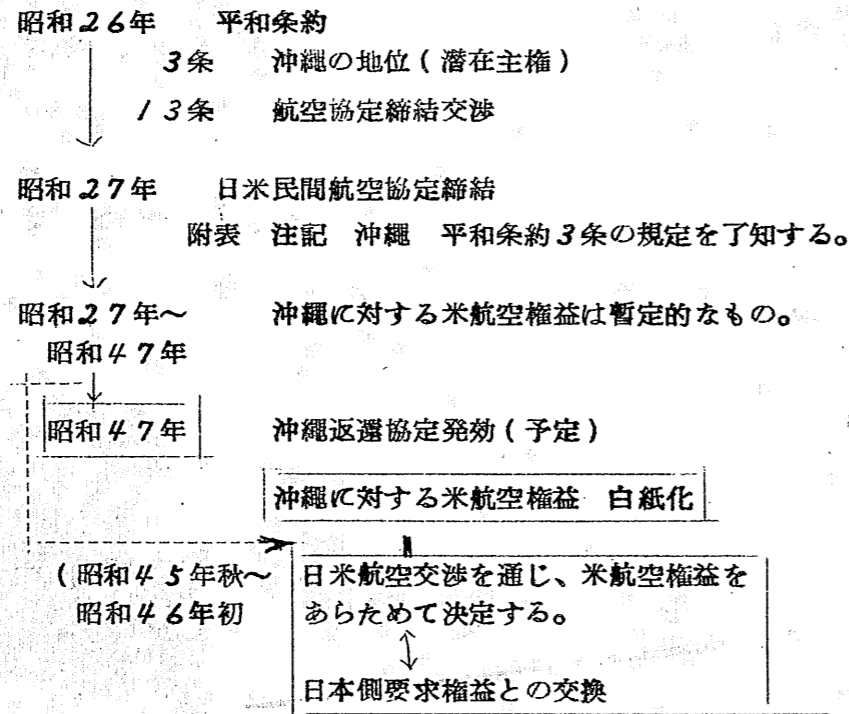 昭和26年 平和条約
3条 沖縄の地位(潜在主権)
13条 航空協定締結交渉
昭和27年 日米民間航空協定締結
附表 注記 沖縄 平和条約3条の規定を了知する。
昭和27年~ 沖縄に対する米航空権益は暫定的なもの。
昭和47年
昭和47年 沖縄返還協定発効(予定)
沖縄に対する米航空権益 白紙化
(昭和45年秋~ 日米航空交渉を通じ、米航空権益を
昭和46年初 あらためて決定する。
日本側要求権益との交換